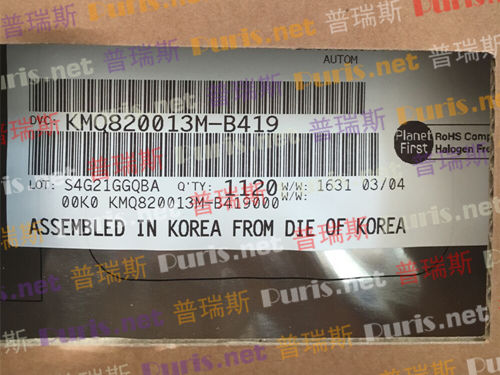 AUTOM
DVC: KMQ820013M-B419
Planet First
RoHS Comp
Halogen Fre
LOT: S4G21GGQBA Q'TY: 1120 W/W: 1631 03/04
00K0 KMQ820013M-B419000 W/W:
ASSEMBLED IN KOREA FROM DIE OF KOREA
普瑞斯 Puris.net